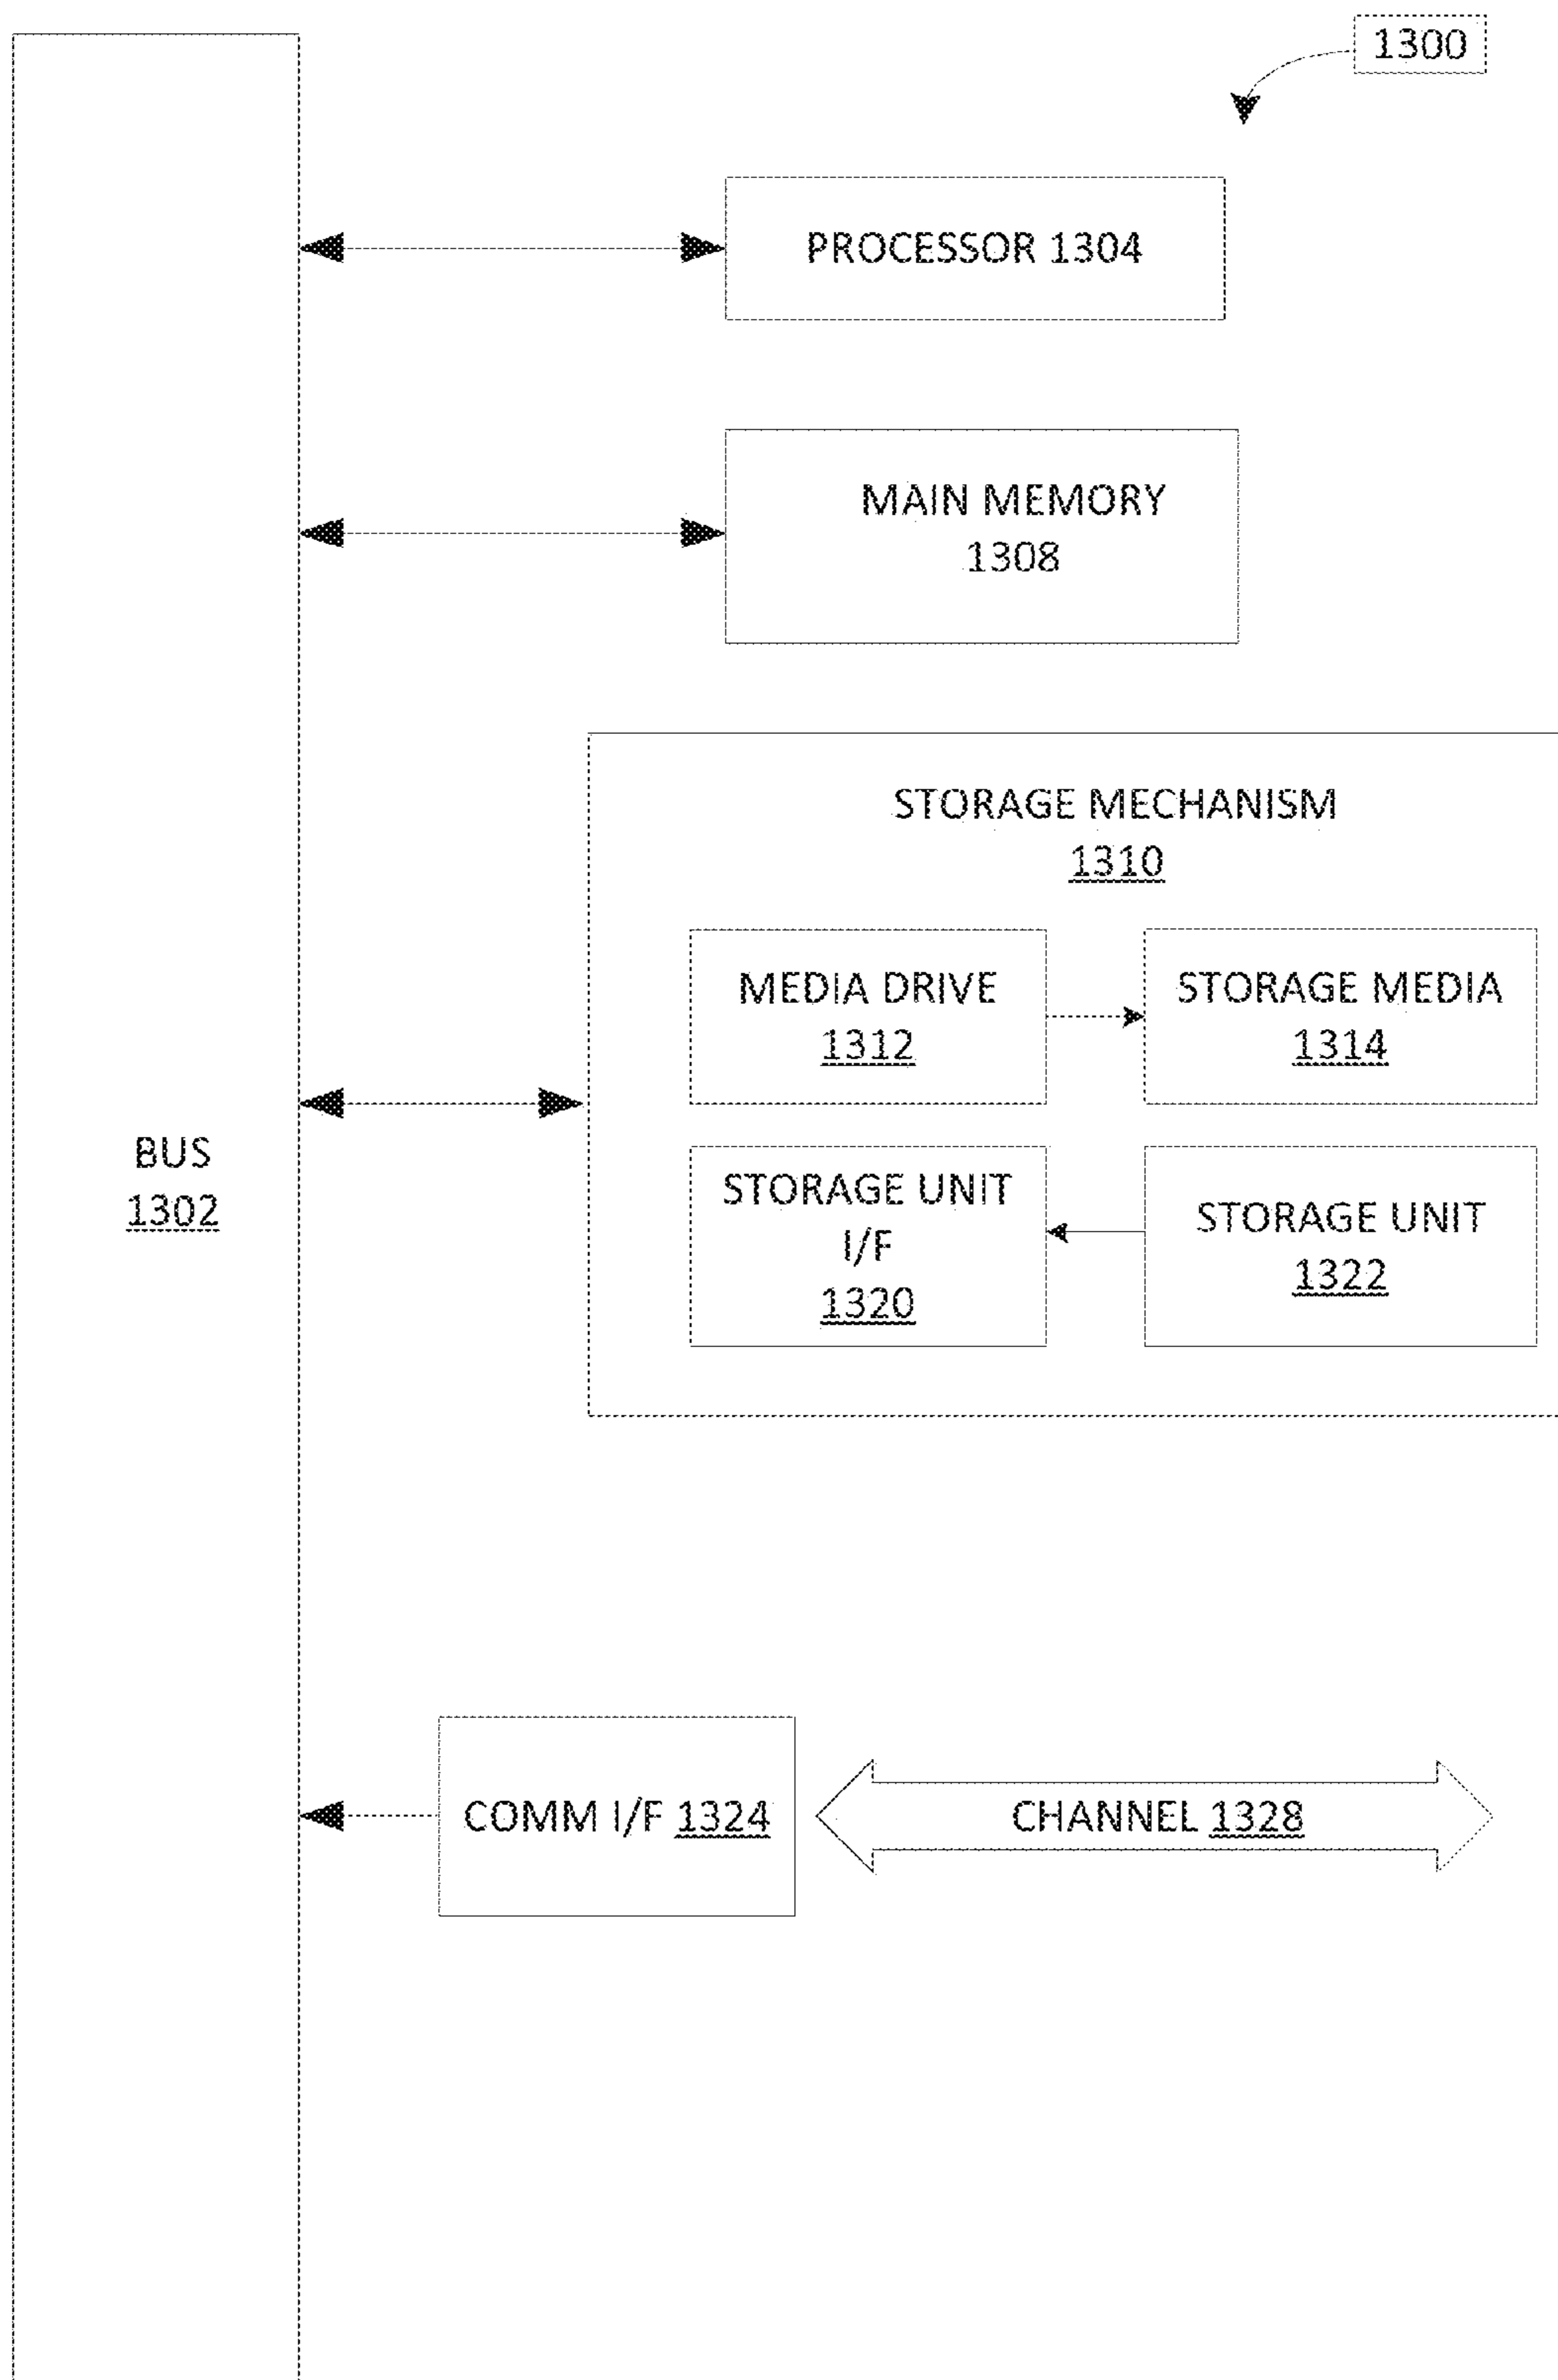 1300
PROCESSOR 1304
MAIN MEMORY
1308
STORAGE MECHANISM
1310
MEDIA DRIVE
1312
STORAGE MEDIA
1314
BUS
1302
STORAGE UNIT
I/F
1320
STORAGE UNIT
1322
COMM I/F 1324
CHANNEL 1328